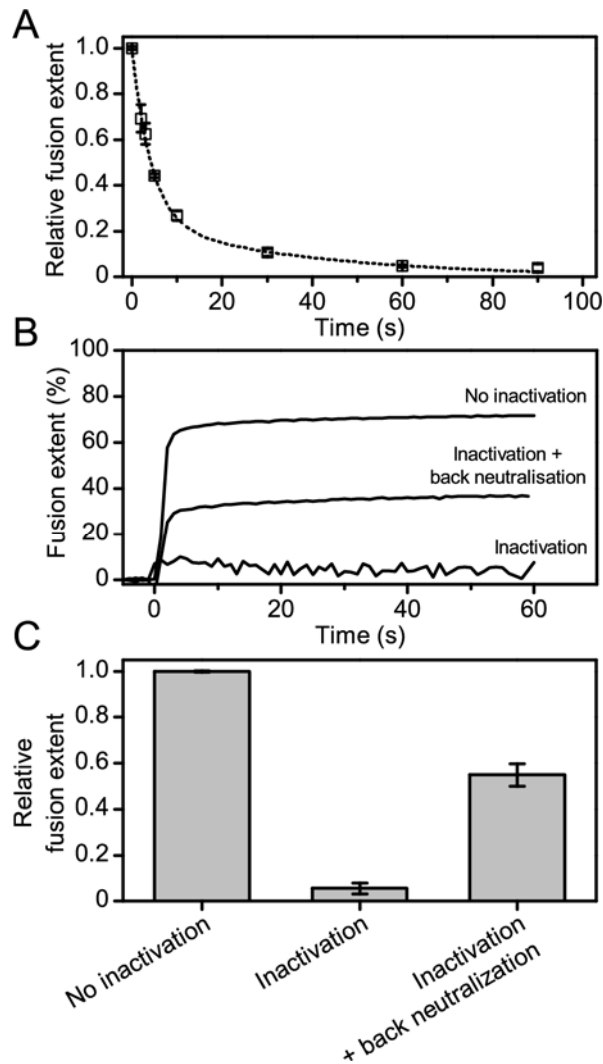 A
Relative fusion extent
1.0
0.8
0.6
0.4
0.2
0
0 20 40 60 80 100
Time (s)
B
Fusion extent (%)
100
80
60
40
20
0
No inactivation
Inactivation +
back neutralisation
Inactivation
0 20 40 60
Time (s)
C
Relative
fusion extent
1.0
0.8
0.6
0.4
0.2
0
No inactivation
Inactivation
Inactivation
+ back neutralization